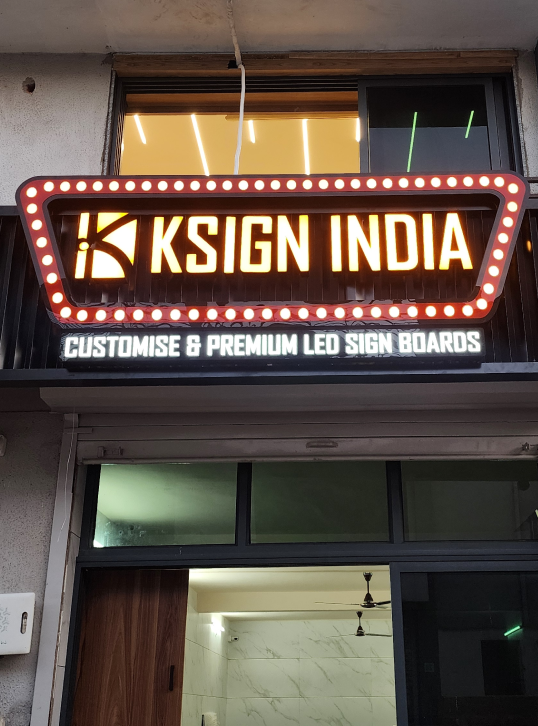 KSIGN INDIA
CUSTOMISE & PREMIUM LED SIGN BOARDS